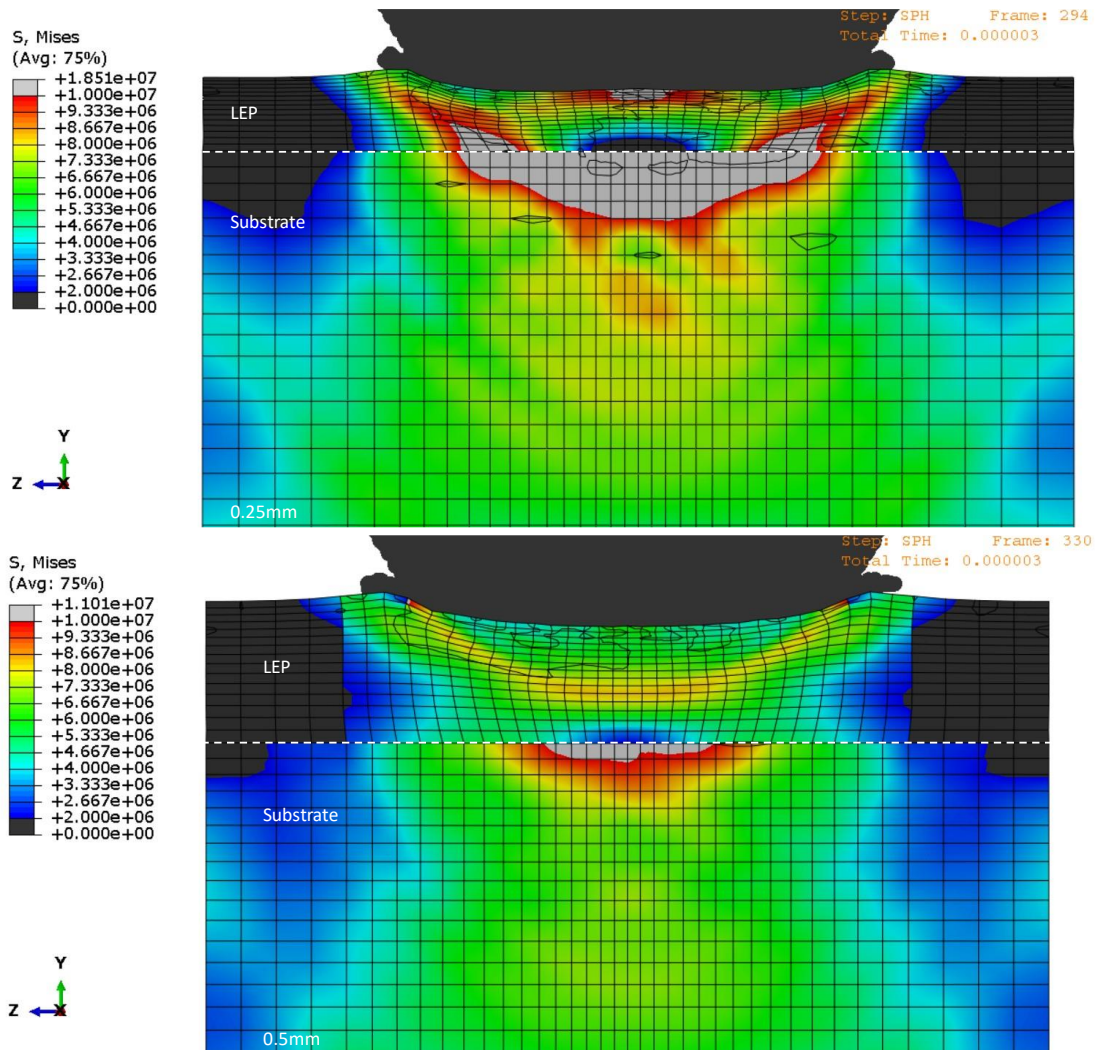 Step: SPH Frame: 294
Total Time: 0.000003
S, Mises
(Avg: 75%)
+1.851e+07
+1.000e+07
+9.333e+06
+8.667e+06
+8.000e+06
+7.333e+06
+6.667e+06
+6.000e+06
+5.333e+06
+4.667e+06
+4.000e+06
+3.333e+06
+2.667e+06
+2.000e+06
+0.000e+00
LEP
Substrate
Y
Z X
0.25mm
Step: SPH Frame: 330
Total Time: 0.000003
S, Mises
(Avg: 75%)
+1.101e+07
+1.000e+07
+9.333e+06
+8.667e+06
+8.000e+06
+7.333e+06
+6.667e+06
+6.000e+06
+5.333e+06
+4.667e+06
+4.000e+06
+3.333e+06
+2.667e+06
+2.000e+06
+0.000e+00
LEP
Substrate
Y
Z X
0.5mm